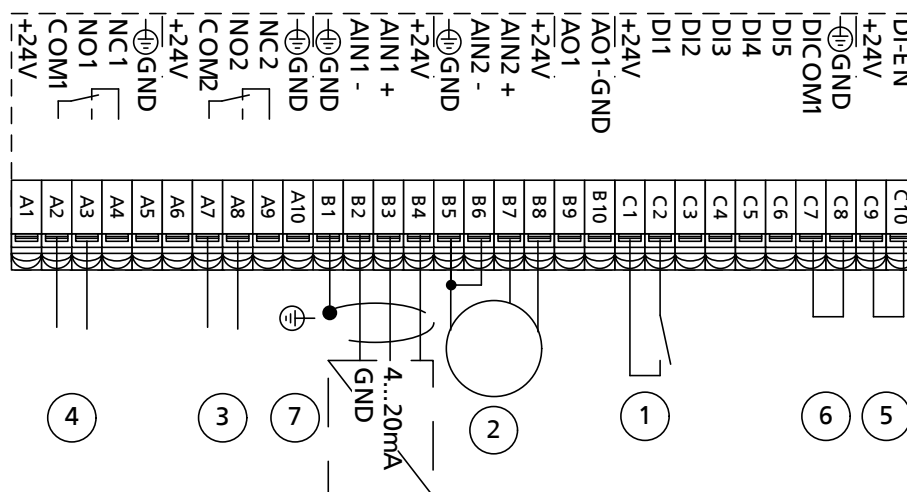 +24V
COM1
NO1
NC1
GND
+24V
COM2
NO2
NC2
GND
GND
AIN1 -
AIN1 +
+24V
GND
AIN2 -
AIN2 +
+24V
AO1
AO1-GND
+24V
DI1
DI2
DI3
DI4
DI5
DICOM1
GND
+24V
DI-EN
A1
A2
A3
A4
A5
A6
A7
A8
A9
A10
B1
B2
B3
B4
B5
B6
B7
B8
B9
B10
C1
C2
C3
C4
C5
C6
C7
C8
C9
C10
GND
4...20mA
4
3
7
2
1
6
5